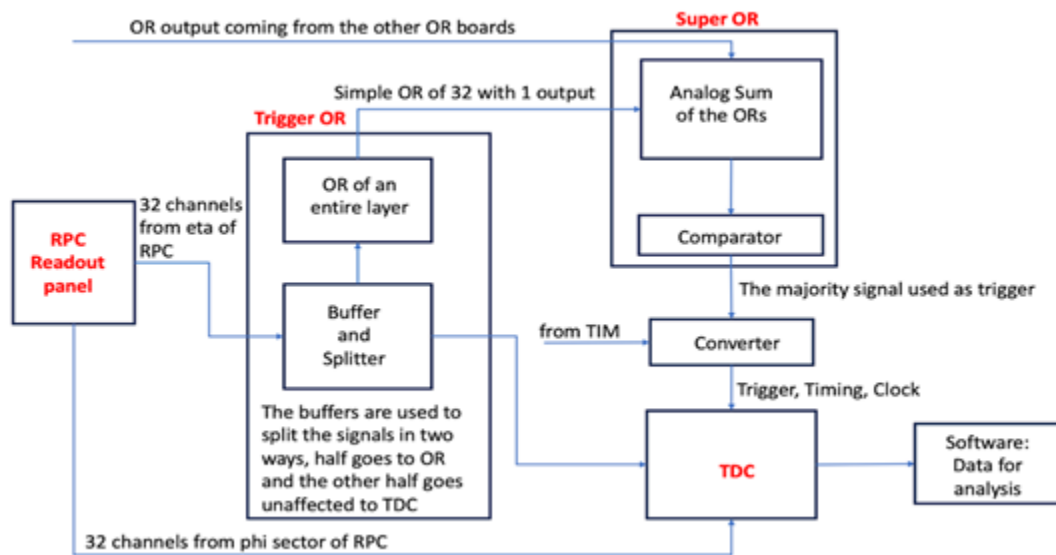 OR output coming from the other OR boards
Super OR
Analog Sum
of the ORs
Simple OR of 32 with 1 output
Trigger OR
OR of an
entire layer
32 channels
from eta of
RPC
RPC
Readout
panel
Comparator
The majority signal used as trigger
Buffer
and
Splitter
from TIM
Converter
Trigger, Timing, Clock
The buffers are used to
split the signals in two
ways, half goes to OR
and the other half goes
unaffected to TDC
TDC
Software:
Data for
analysis
32 channels from phi sector of RPC